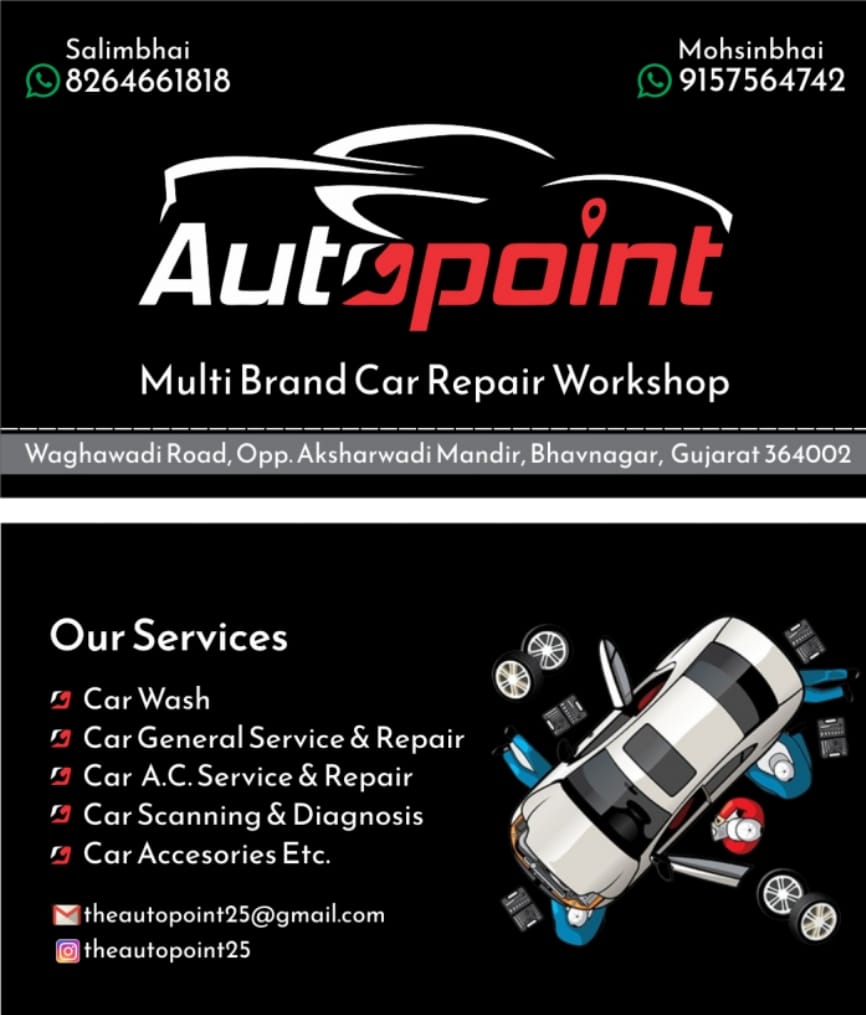 Salimbhai
8264661818
Mohsinbhai
9157564742
Autopoint
Multi Brand Car Repair Workshop
Waghawadi Road, Opp. Aksharwadi Mandir, Bhavnagar, Gujarat 364002
Our Services
Car Wash
Car General Service & Repair
Car A.C. Service & Repair
Car Scanning & Diagnosis
Car Accesories Etc.
theautopoint25@gmail.com
theautopoint25